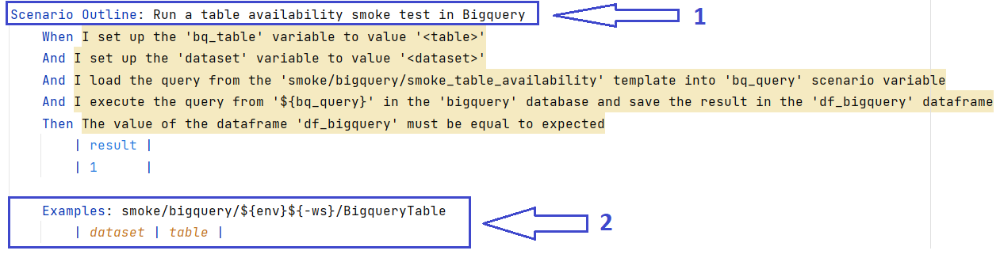 Scenario Outline: Run a table availability smoke test in Bigquery 1
When I set up the 'bq_table' variable to value '<table>'
And I set up the 'dataset' variable to value '<dataset>'
And I load the query from the 'smoke/bigquery/smoke_table_availability' template into 'bq_query' scenario variable
And I execute the query from '${bq_query}' in the 'bigquery' database and save the result in the 'df_bigquery' dataframe
Then The value of the dataframe 'df_bigquery' must be equal to expected
| result |
| 1 |
Examples: smoke/bigquery/${env}${-ws}/BigqueryTable
| dataset | table |
2